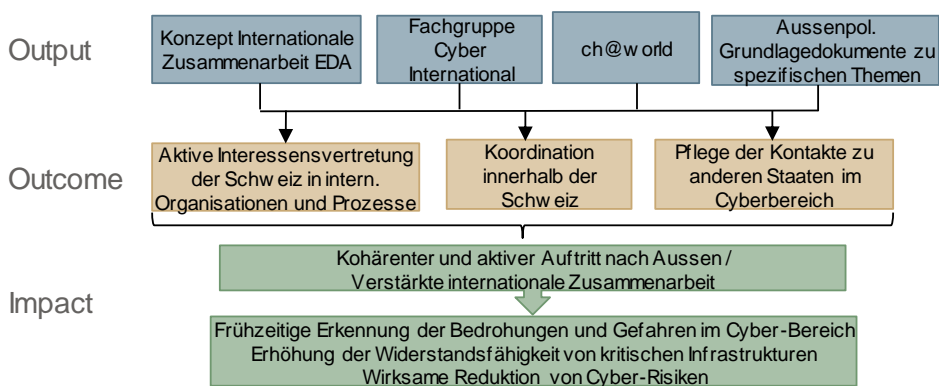 Output
Konzept Internationale
Zusammenarbeit EDA
Fachgruppe
Cyber
International
ch@world
Aussenpol.
Grundlagedokumente zu
spezifischen Themen
Outcome
Aktive Interessensvertretung
der Schweiz in intern.
Organisationen und Prozesse
Koordination
innerhalb der
Schweiz
Pflege der Kontakte zu
anderen Staaten im
Cyberbereich
Impact
Kohärenter und aktiver Auftritt nach Aussen /
Verstärkte internationale Zusammenarbeit
Frühzeitige Erkennung der Bedrohungen und Gefahren im Cyber-Bereich
Erhöhung der Widerstandsfähigkeit von kritischen Infrastrukturen
Wirksame Reduktion von Cyber-Risiken